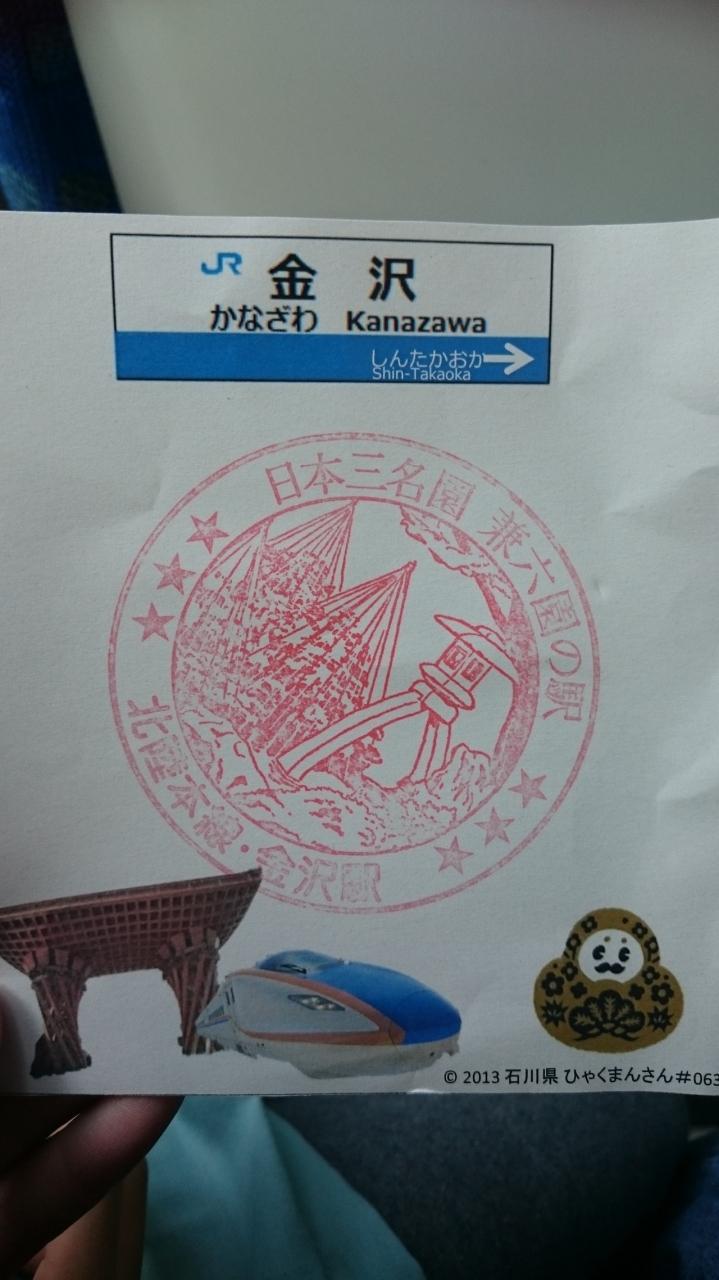 JR 金沢
かなざわ Kanazawa
しんたかおか
Shin-Takaoka
日本三名園 兼六園の駅
北陸本線・金沢駅
© 2013 石川県 ひゃくまんさん#063